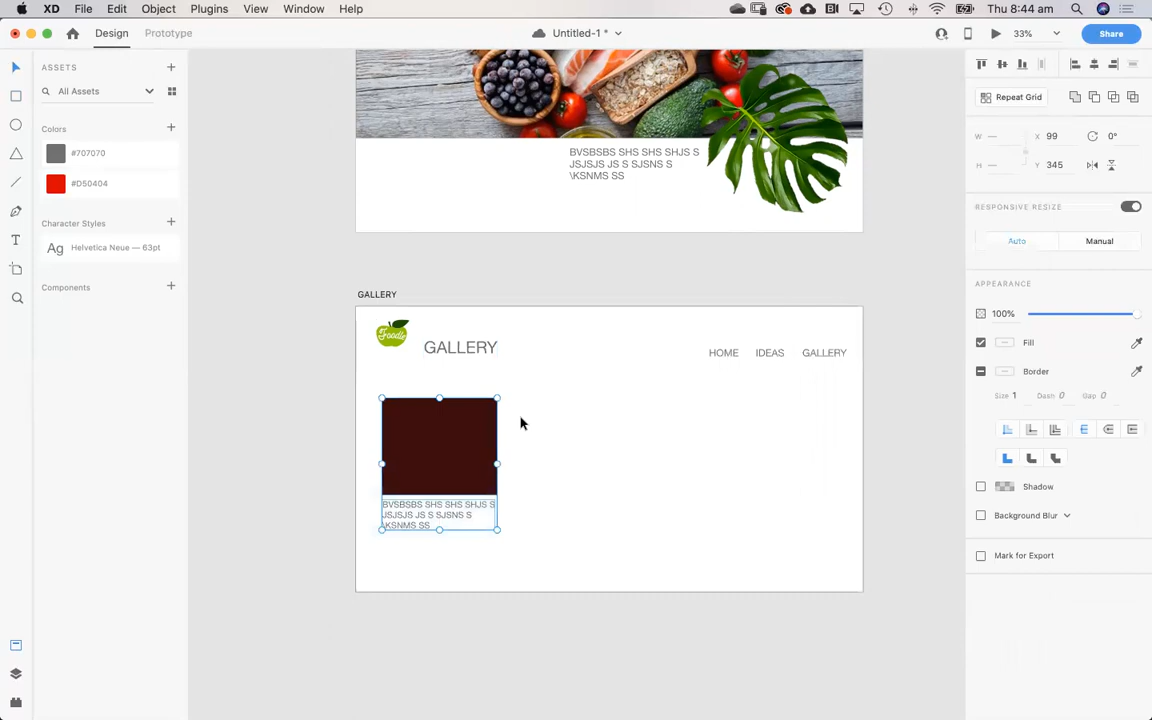 XD File Edit Object Plugins View Window Help Thu 8:44 am
Design Prototype Untitled-1 * 33% Share
ASSETS
All Assets
Colors
#707070
#D50404
Character Styles
Ag Helvetica Neue — 63pt
Components
BVSBSBS SHS SHS SHJS S
JSJSJS JS S SJSNS S
\KSNMS SS
GALLERY
Foodle
GALLERY
HOME IDEAS GALLERY
BVSBSBS SHS SHS SHJS S
JSJSJS JS S SJSNS S
\KSNMS SS
Repeat Grid
W — X 99 0°
H — Y 345
RESPONSIVE RESIZE
Auto Manual
APPEARANCE
100%
Fill
Border
Size 1 Dash 0 Gap 0
Shadow
Background Blur
Mark for Export